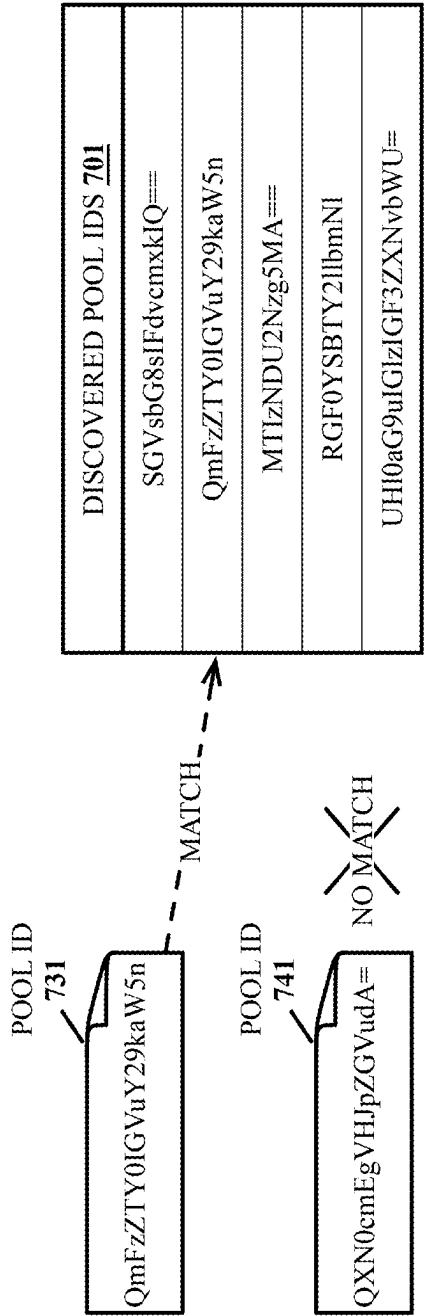 POOL ID
731
QmFzZTY0IGVuY29kaW5n
MATCH
POOL ID
741
QXN0cmEgVHJpZGVudA=
NO MATCH
DISCOVERED POOL IDS 701
SGVsbG8sIFdvcmxkIQ==
QmFzZTY0IGVuY29kaW5n
MTIzNDU2Nzg5MA==
RGF0YSBTY2llbmNl
UHl0aG9uIGlzIGF3ZXNvbWU=